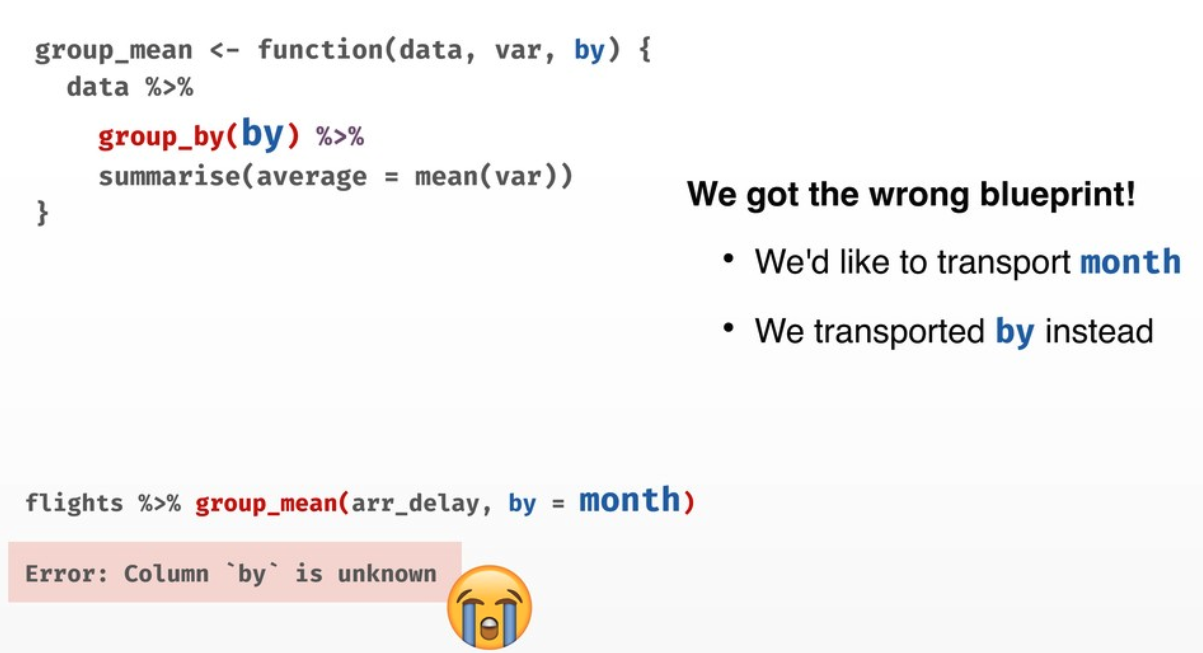 group_mean <- function(data, var, by) {
  data %>%
    group_by(by) %>%
    summarise(average = mean(var))
}
We got the wrong blueprint!
• We'd like to transport month
• We transported by instead
flights %>% group_mean(arr_delay, by = month)
Error: Column `by` is unknown